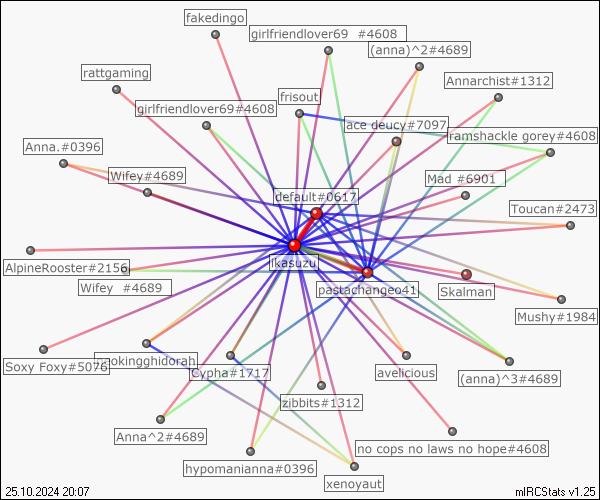 fakedingo
girlfriendlover69 #4608
(anna)^2#4689
rattgaming
Annarchist#1312
frisout
girlfriendlover69#4608
ace deucy#7097
ramshackle gorey#4608
Anna.#0396
Wifey#4689
Mad #6901
default#0617
Toucan#2473
ikasuzu
AlpineRooster#2156
pastachangeo41
Skalman
Wifey #4689
Mushy#1984
Soxy Foxy#5076
Cypha#1717
avelicious
(anna)^3#4689
zibbits#1312
Anna^2#4689
no cops no laws no hope#4608
hypomanianna#0396
xenoyaut
25.10.2024 20:07
mIRCStats v1.25